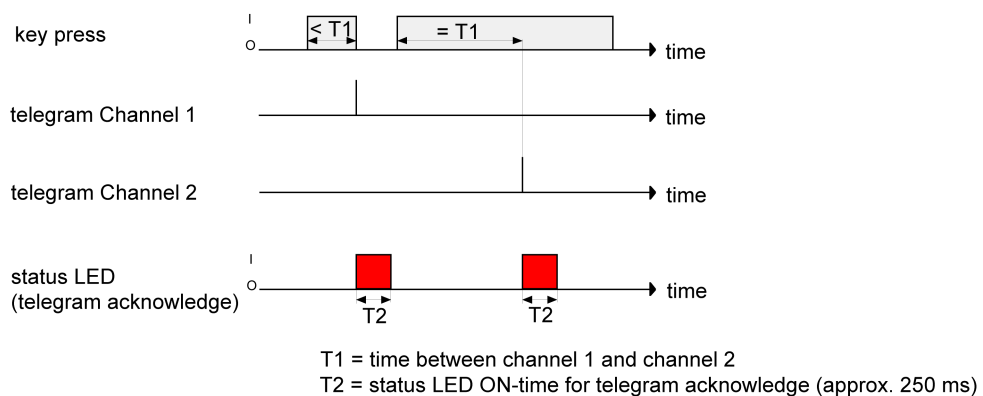 I
key press
< T1
= T1
O
time
telegram Channel 1
time
telegram Channel 2
time
I
status LED
O
time
(telegram acknowledge)
T2
T2
T1 = time between channel 1 and channel 2
T2 = status LED ON-time for telegram acknowledge (approx. 250 ms)